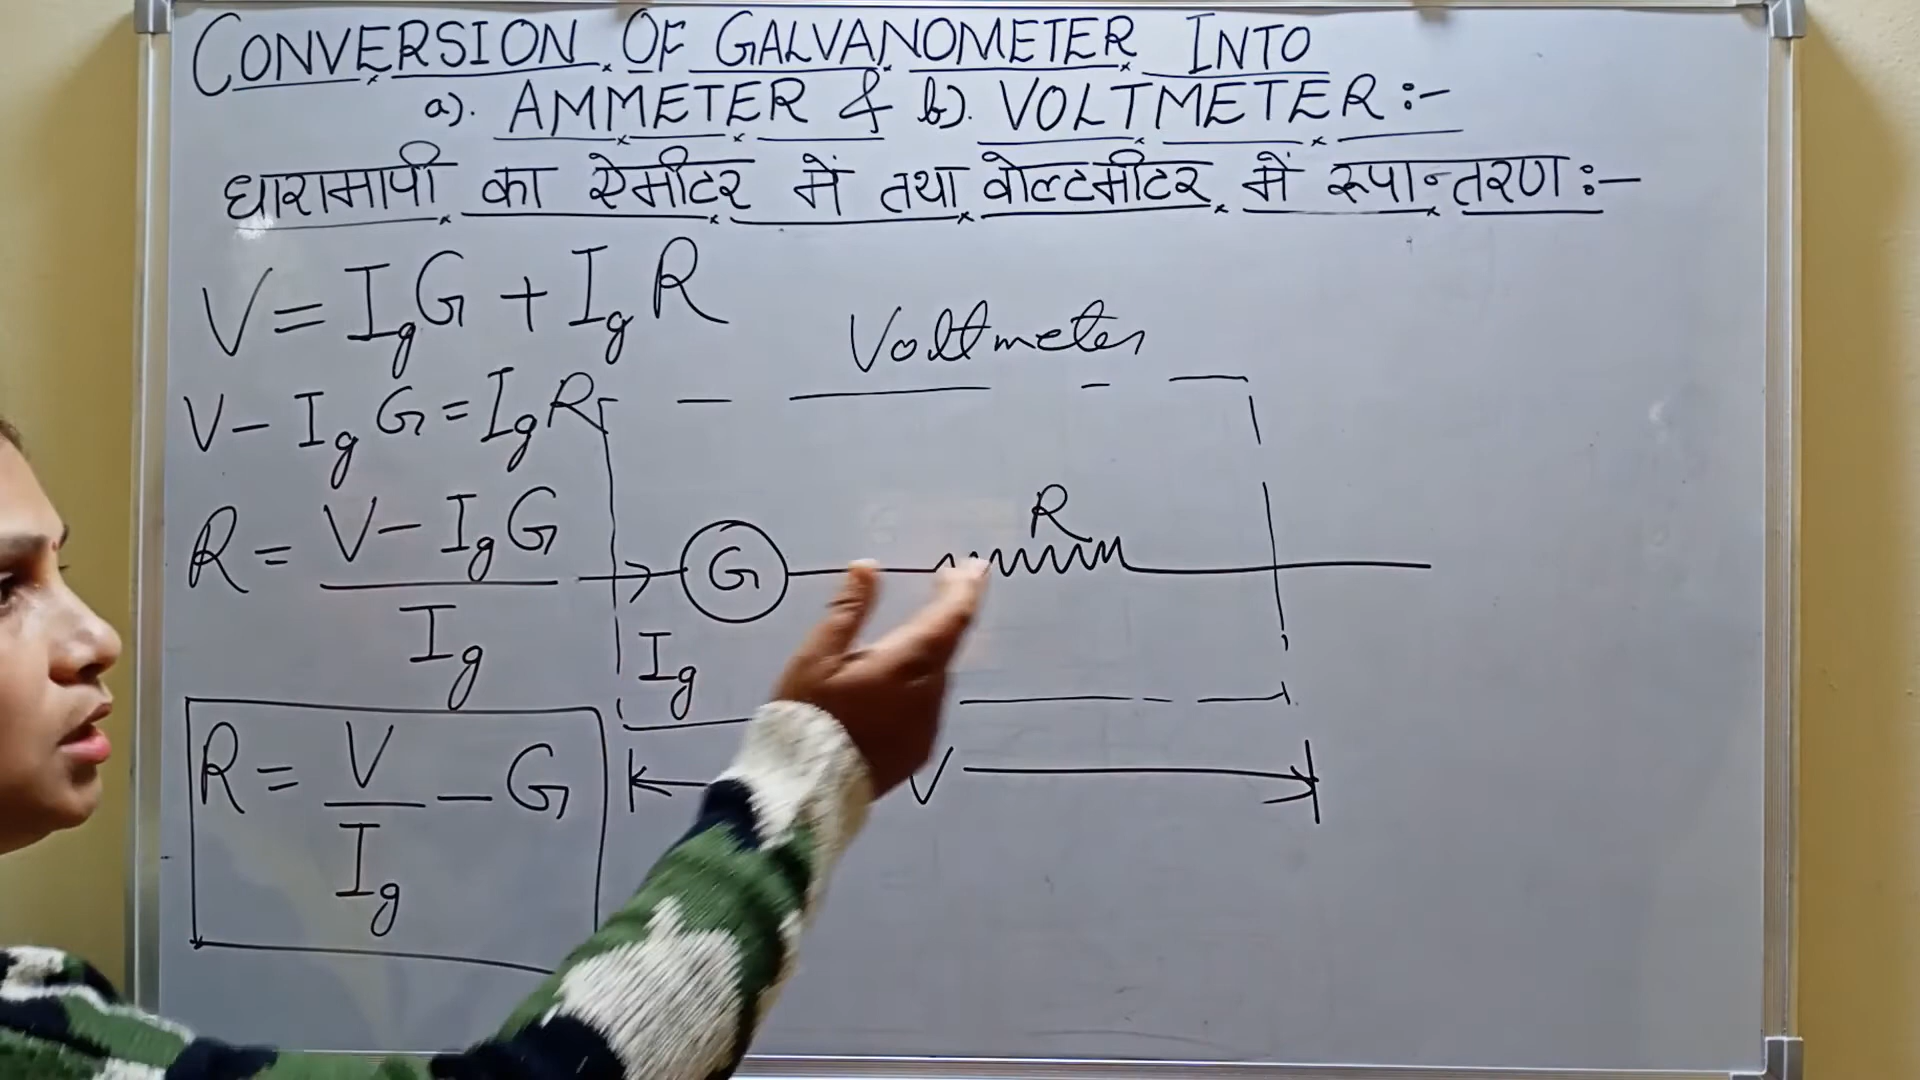 CONVERSION OF GALVANOMETER INTO
a). AMMETER & b). VOLTMETER :-
धारामापी का ऐमीटर में तथा वोल्टमीटर में रूपान्तरण :-
V = IgG + IgR
Voltmeter
V - IgG = IgR
R = V - IgG / Ig
R
G
Ig
R = V / Ig - G
V